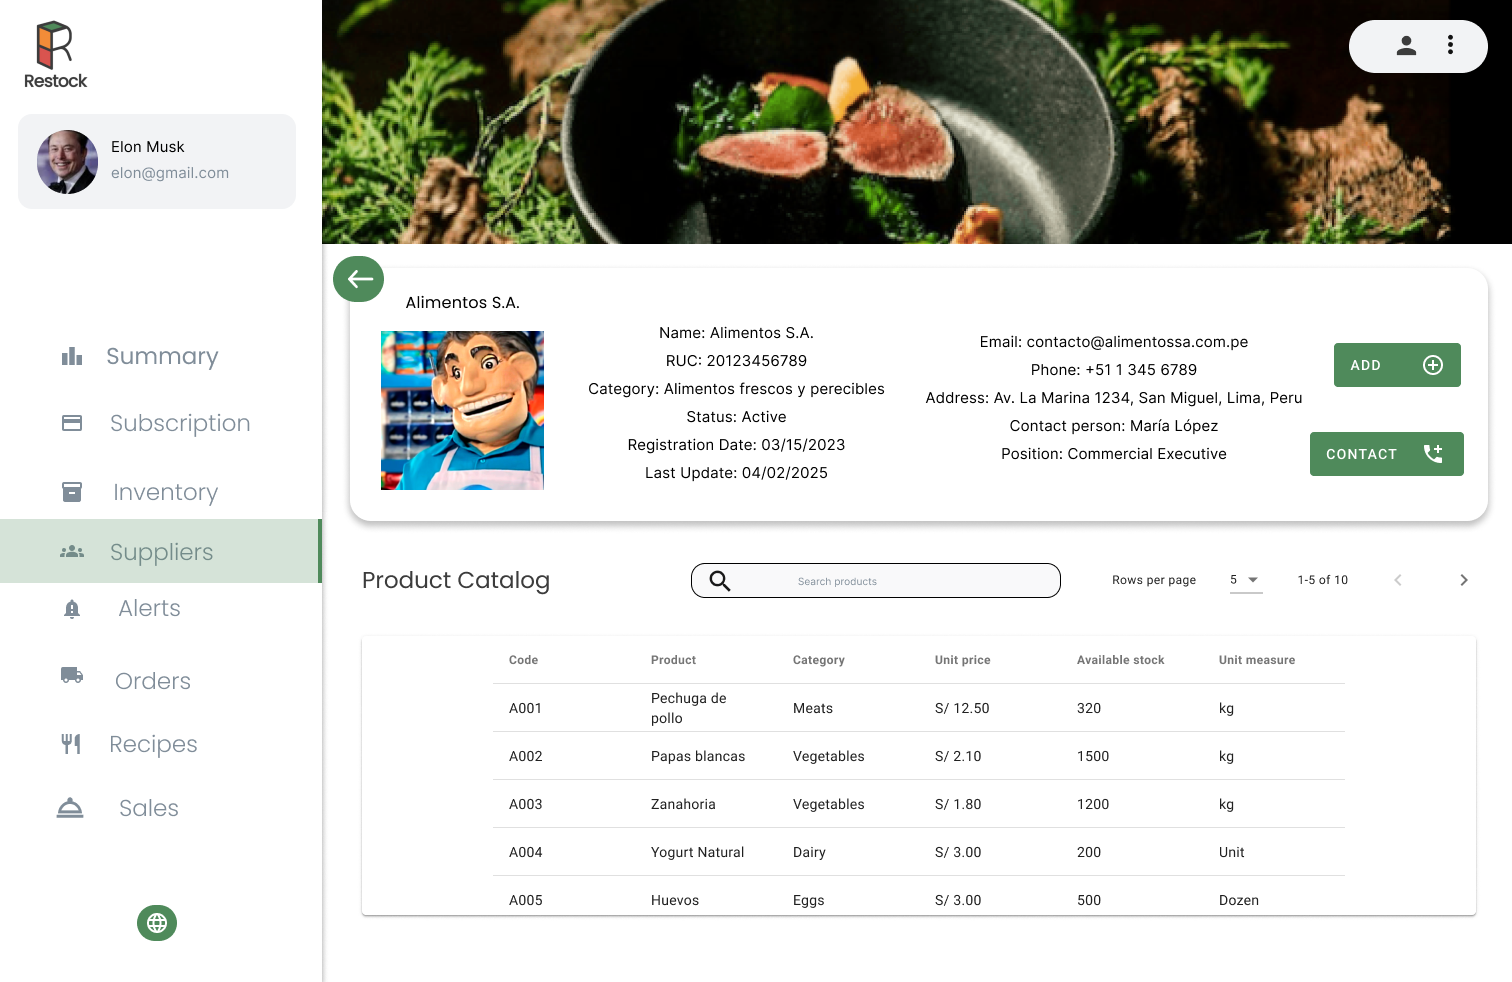 Restock
Elon Musk
elon@gmail.com
Summary
Subscription
Inventory
Suppliers
Alerts
Orders
Recipes
Sales
Alimentos S.A.
Name: Alimentos S.A.
RUC: 20123456789
Category: Alimentos frescos y perecibles
Status: Active
Registration Date: 03/15/2023
Last Update: 04/02/2025
Email: contacto@alimentossa.com.pe
Phone: +51 1 345 6789
Address: Av. La Marina 1234, San Miguel, Lima, Peru
Contact person: María López
Position: Commercial Executive
ADD
CONTACT
Product Catalog
Search products
Rows per page 5 1-5 of 10
Code Product Category Unit price Available stock Unit measure
A001 Pechuga de pollo Meats S/ 12.50 320 kg
A002 Papas blancas Vegetables S/ 2.10 1500 kg
A003 Zanahoria Vegetables S/ 1.80 1200 kg
A004 Yogurt Natural Dairy S/ 3.00 200 Unit
A005 Huevos Eggs S/ 3.00 500 Dozen